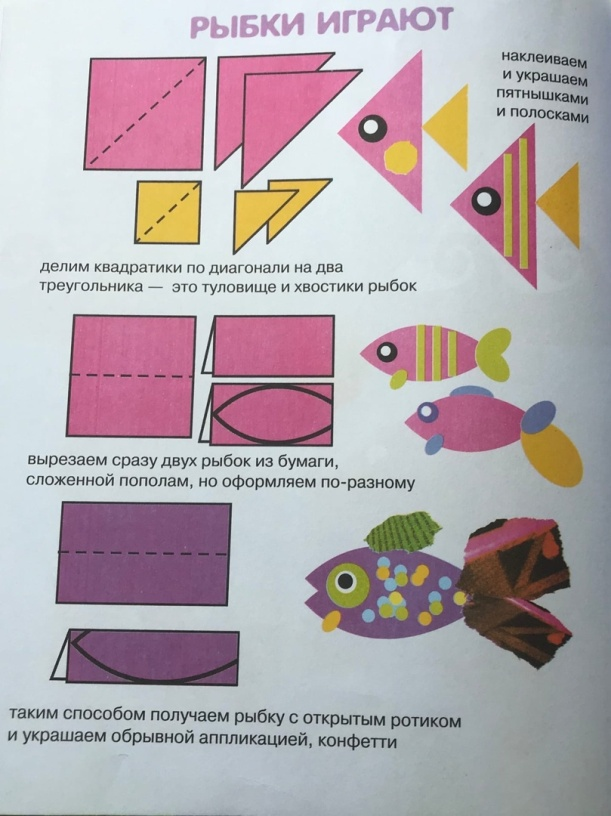 РЫБКИ ИГРАЮТ
наклеиваем
и украшаем
пятнышками
и полосками
делим квадратики по диагонали на два
треугольника — это туловище и хвостики рыбок
вырезаем сразу двух рыбок из бумаги,
сложенной пополам, но оформляем по-разному
таким способом получаем рыбку с открытым ротиком
и украшаем обрывной аппликацией, конфетти